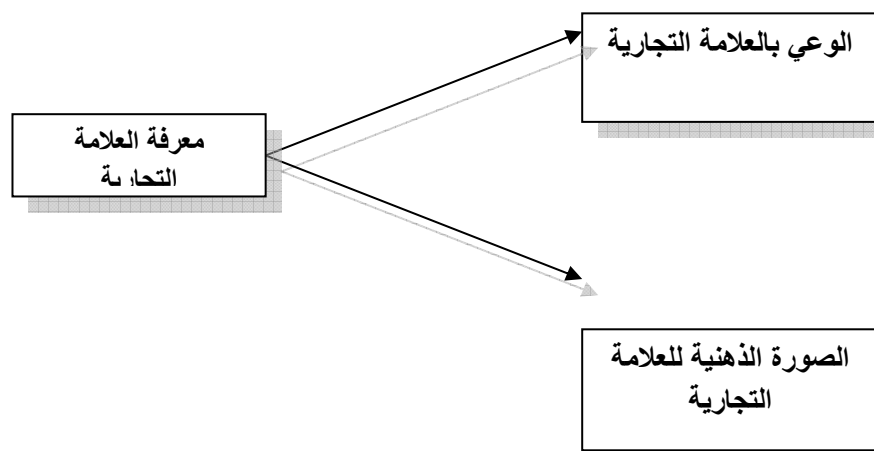 الوعي بالعلامة التجارية
معرفة العلامة
التجارية
الصورة الذهنية للعلامة
التجارية